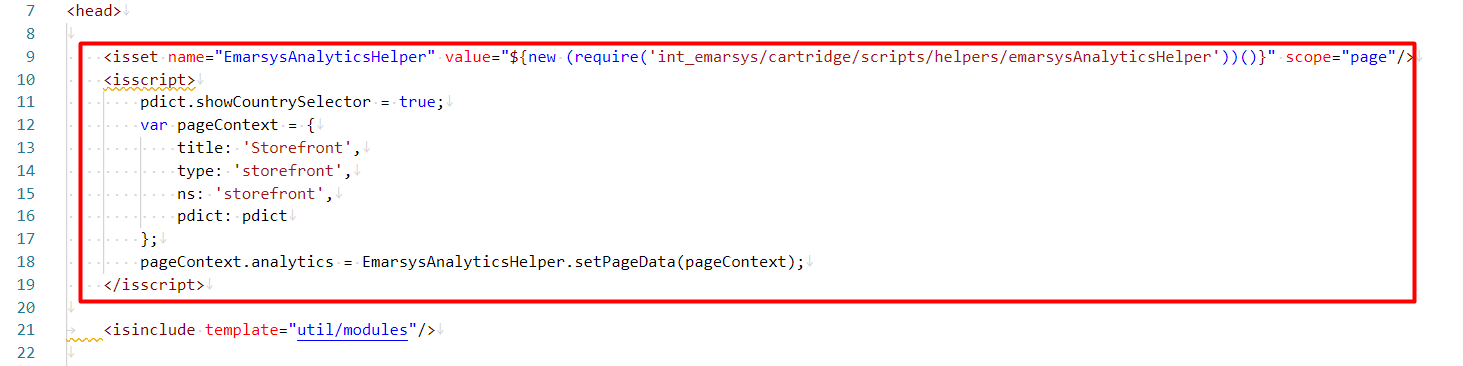 7 <head>
8
9 <isset name="EmarsysAnalyticsHelper" value="${new (require('int_emarsys/cartridge/scripts/helpers/emarsysAnalyticsHelper'))()}" scope="page"/>
10 <isscript>
11 pdict.showCountrySelector = true;
12 var pageContext = {
13 title: 'Storefront',
14 type: 'storefront',
15 ns: 'storefront',
16 pdict: pdict
17 };
18 pageContext.analytics = EmarsysAnalyticsHelper.setPageData(pageContext);
19 </isscript>
20
21 <isinclude template="util/modules"/>
22